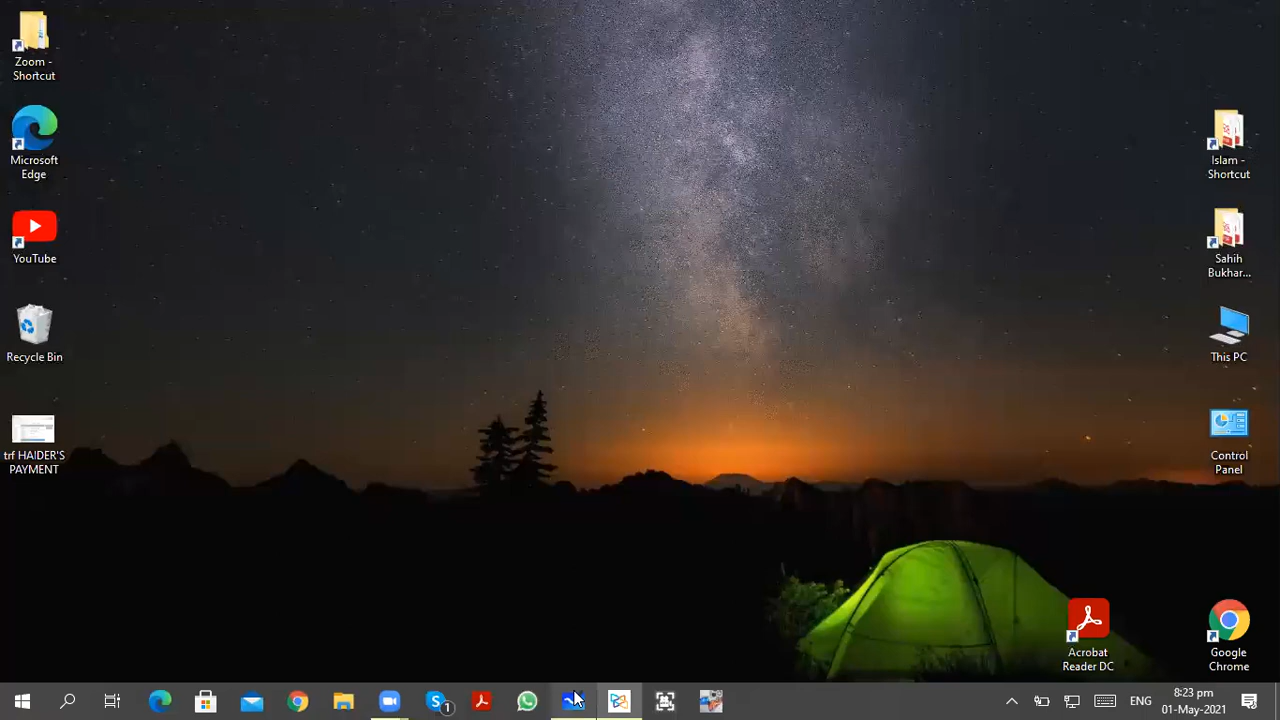 Zoom -
Shortcut
Microsoft
Edge
YouTube
Recycle Bin
trf HAIDER'S
PAYMENT
Islam -
Shortcut
Sahih
Bukhar...
This PC
Control
Panel
Acrobat
Reader DC
Google
Chrome
1
ENG
8:23 pm
01-May-2021